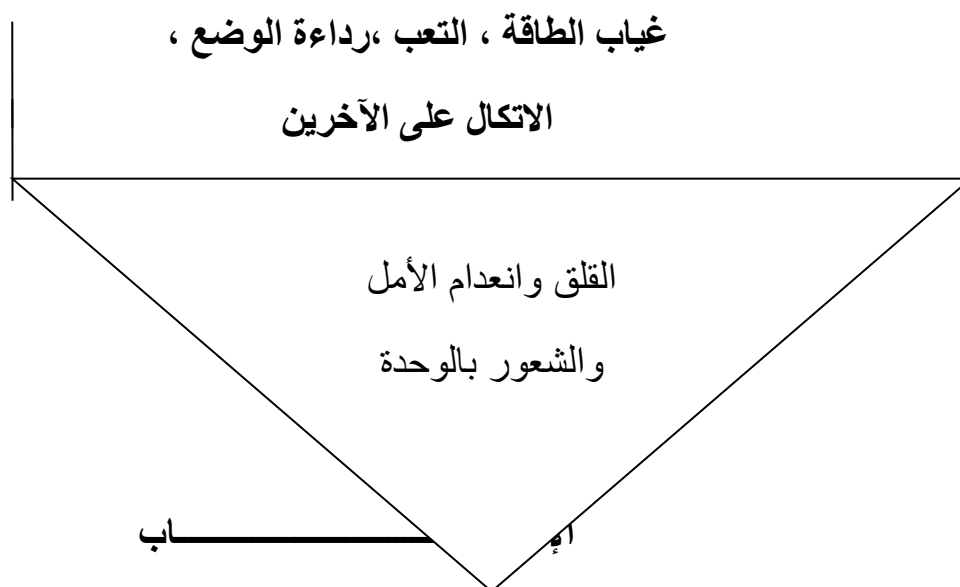 غياب الطاقة ، التعب ،رداءة الوضع ،
الاتكال على الآخرين
القلق وانعدام الأمل
والشعور بالوحدة